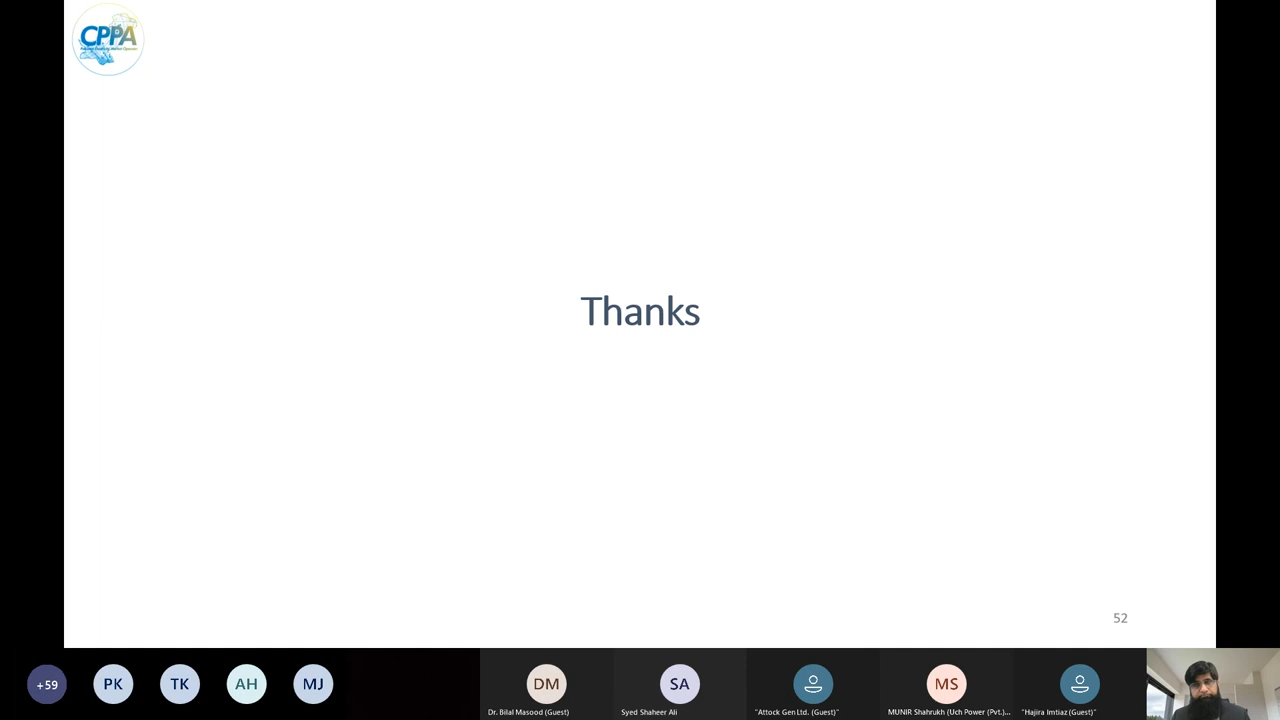 CPPA
Thanks
52
+59
PK
TK
AH
MJ
DM
SA
MS
Dr. Bilal Masood (Guest)
Syed Shaheer Ali
"Attock Gen Ltd. (Guest)"
MUNIR Shahrukh (Uch Power (Pvt.)...
"Hajira Imtiaz (Guest)"